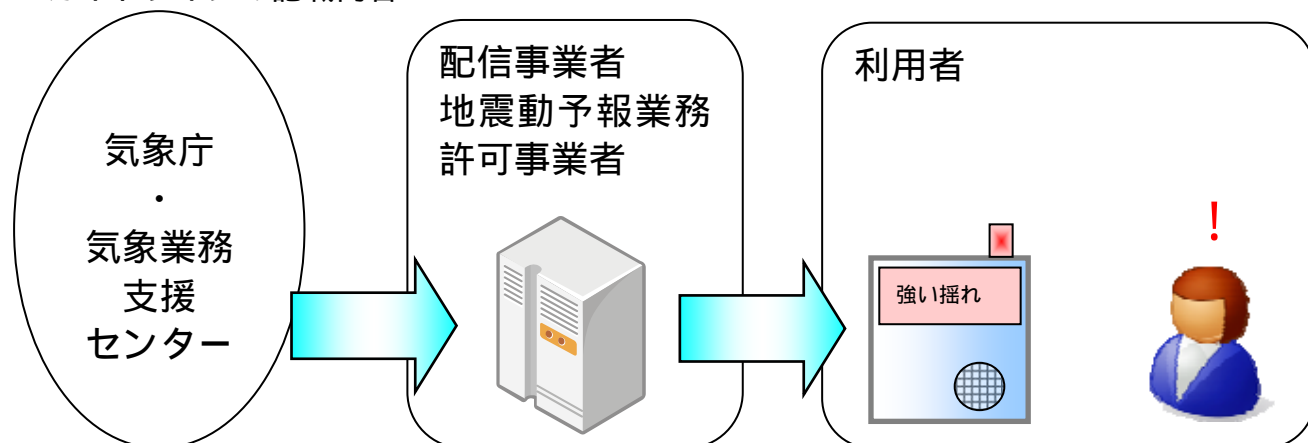 気象庁
・
気象業務
支援
センター
配信事業者
地震動予報業務
許可事業者
利用者
強い揺れ
!